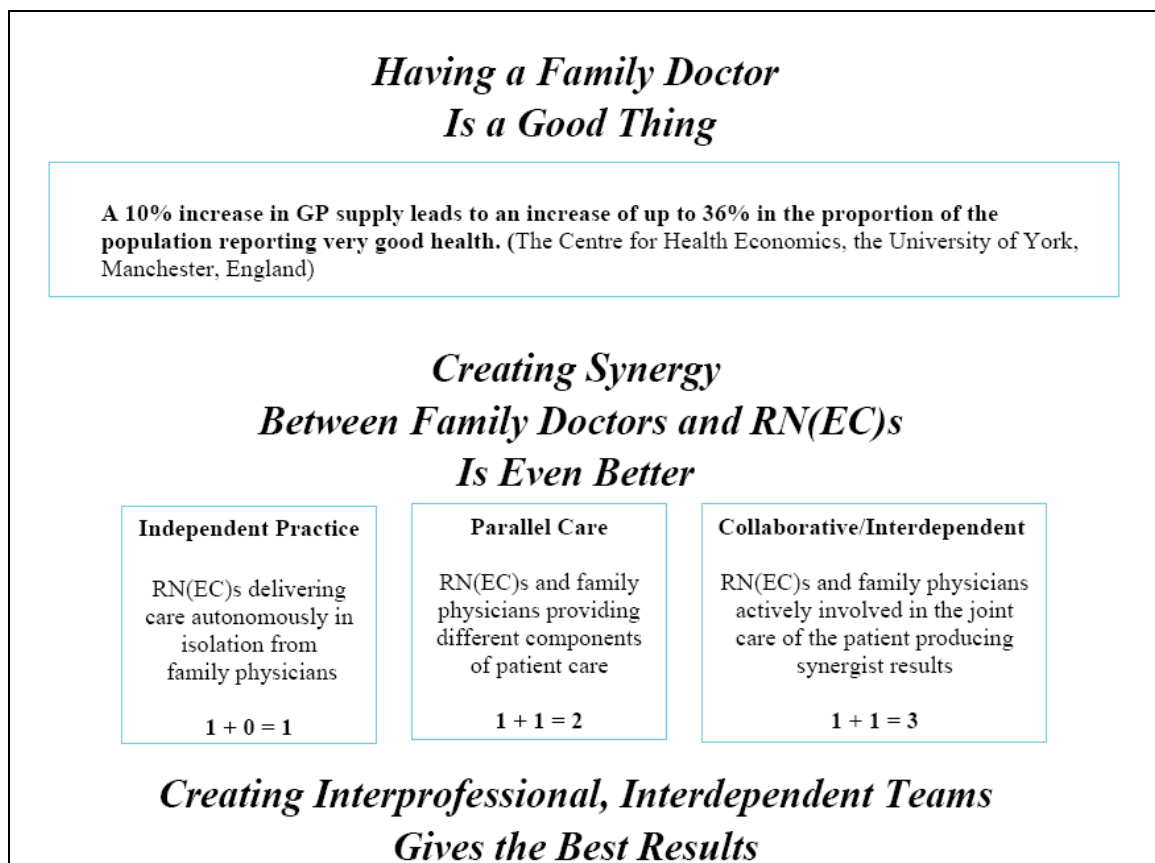 Having a Family Doctor
Is a Good Thing
A 10% increase in GP supply leads to an increase of up to 36% in the proportion of the
population reporting very good health. (The Centre for Health Economics, the University of York,
Manchester, England)
Creating Synergy
Between Family Doctors and RN(EC)s
Is Even Better
Independent Practice
RN(EC)s delivering
care autonomously in
isolation from
family physicians
1 + 0 = 1
Parallel Care
RN(EC)s and family
physicians providing
different components
of patient care
1 + 1 = 2
Collaborative/Interdependent
RN(EC)s and family physicians
actively involved in the joint
care of the patient producing
synergist results
1 + 1 = 3
Creating Interprofessional, Interdependent Teams
Gives the Best Results